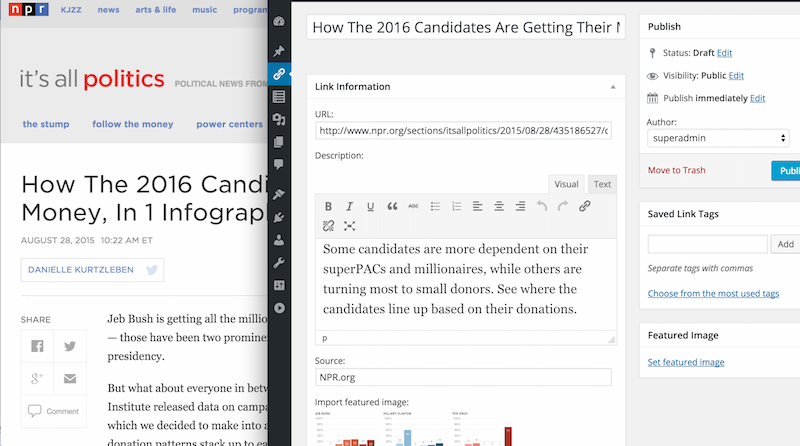 npr KJZZ news arts & life music program
it's all politics POLITICAL NEWS FROM
the stump follow the money power centers
How The 2016 Candi
Money, In 1 Infograp
AUGUST 28, 2015 10:22 AM ET
DANIELLE KURTZLEBEN
SHARE
Comment
Jeb Bush is getting all the millio
— those have been two promine
presidency.
But what about everyone in betw
Institute released data on campa
which we decided to make into a
donation patterns stack up to ea
How The 2016 Candidates Are Getting Their M
Link Information
URL:
http://www.npr.org/sections/itsallpolitics/2015/08/28/435186527/c
Description:
Visual Text
B I U ABC
Some candidates are more dependent on their
superPACs and millionaires, while others are
turning most to small donors. See where the
candidates line up based on their donations.
p
Source:
NPR.org
Import featured image:
JEB BUSH HILLARY CLINTON TED CRUZ
Publish
Status: Draft Edit
Visibility: Public Edit
Publish immediately Edit
Author:
superadmin
Move to Trash
Publi
Saved Link Tags
Add
Separate tags with commas
Choose from the most used tags
Featured Image
Set featured image